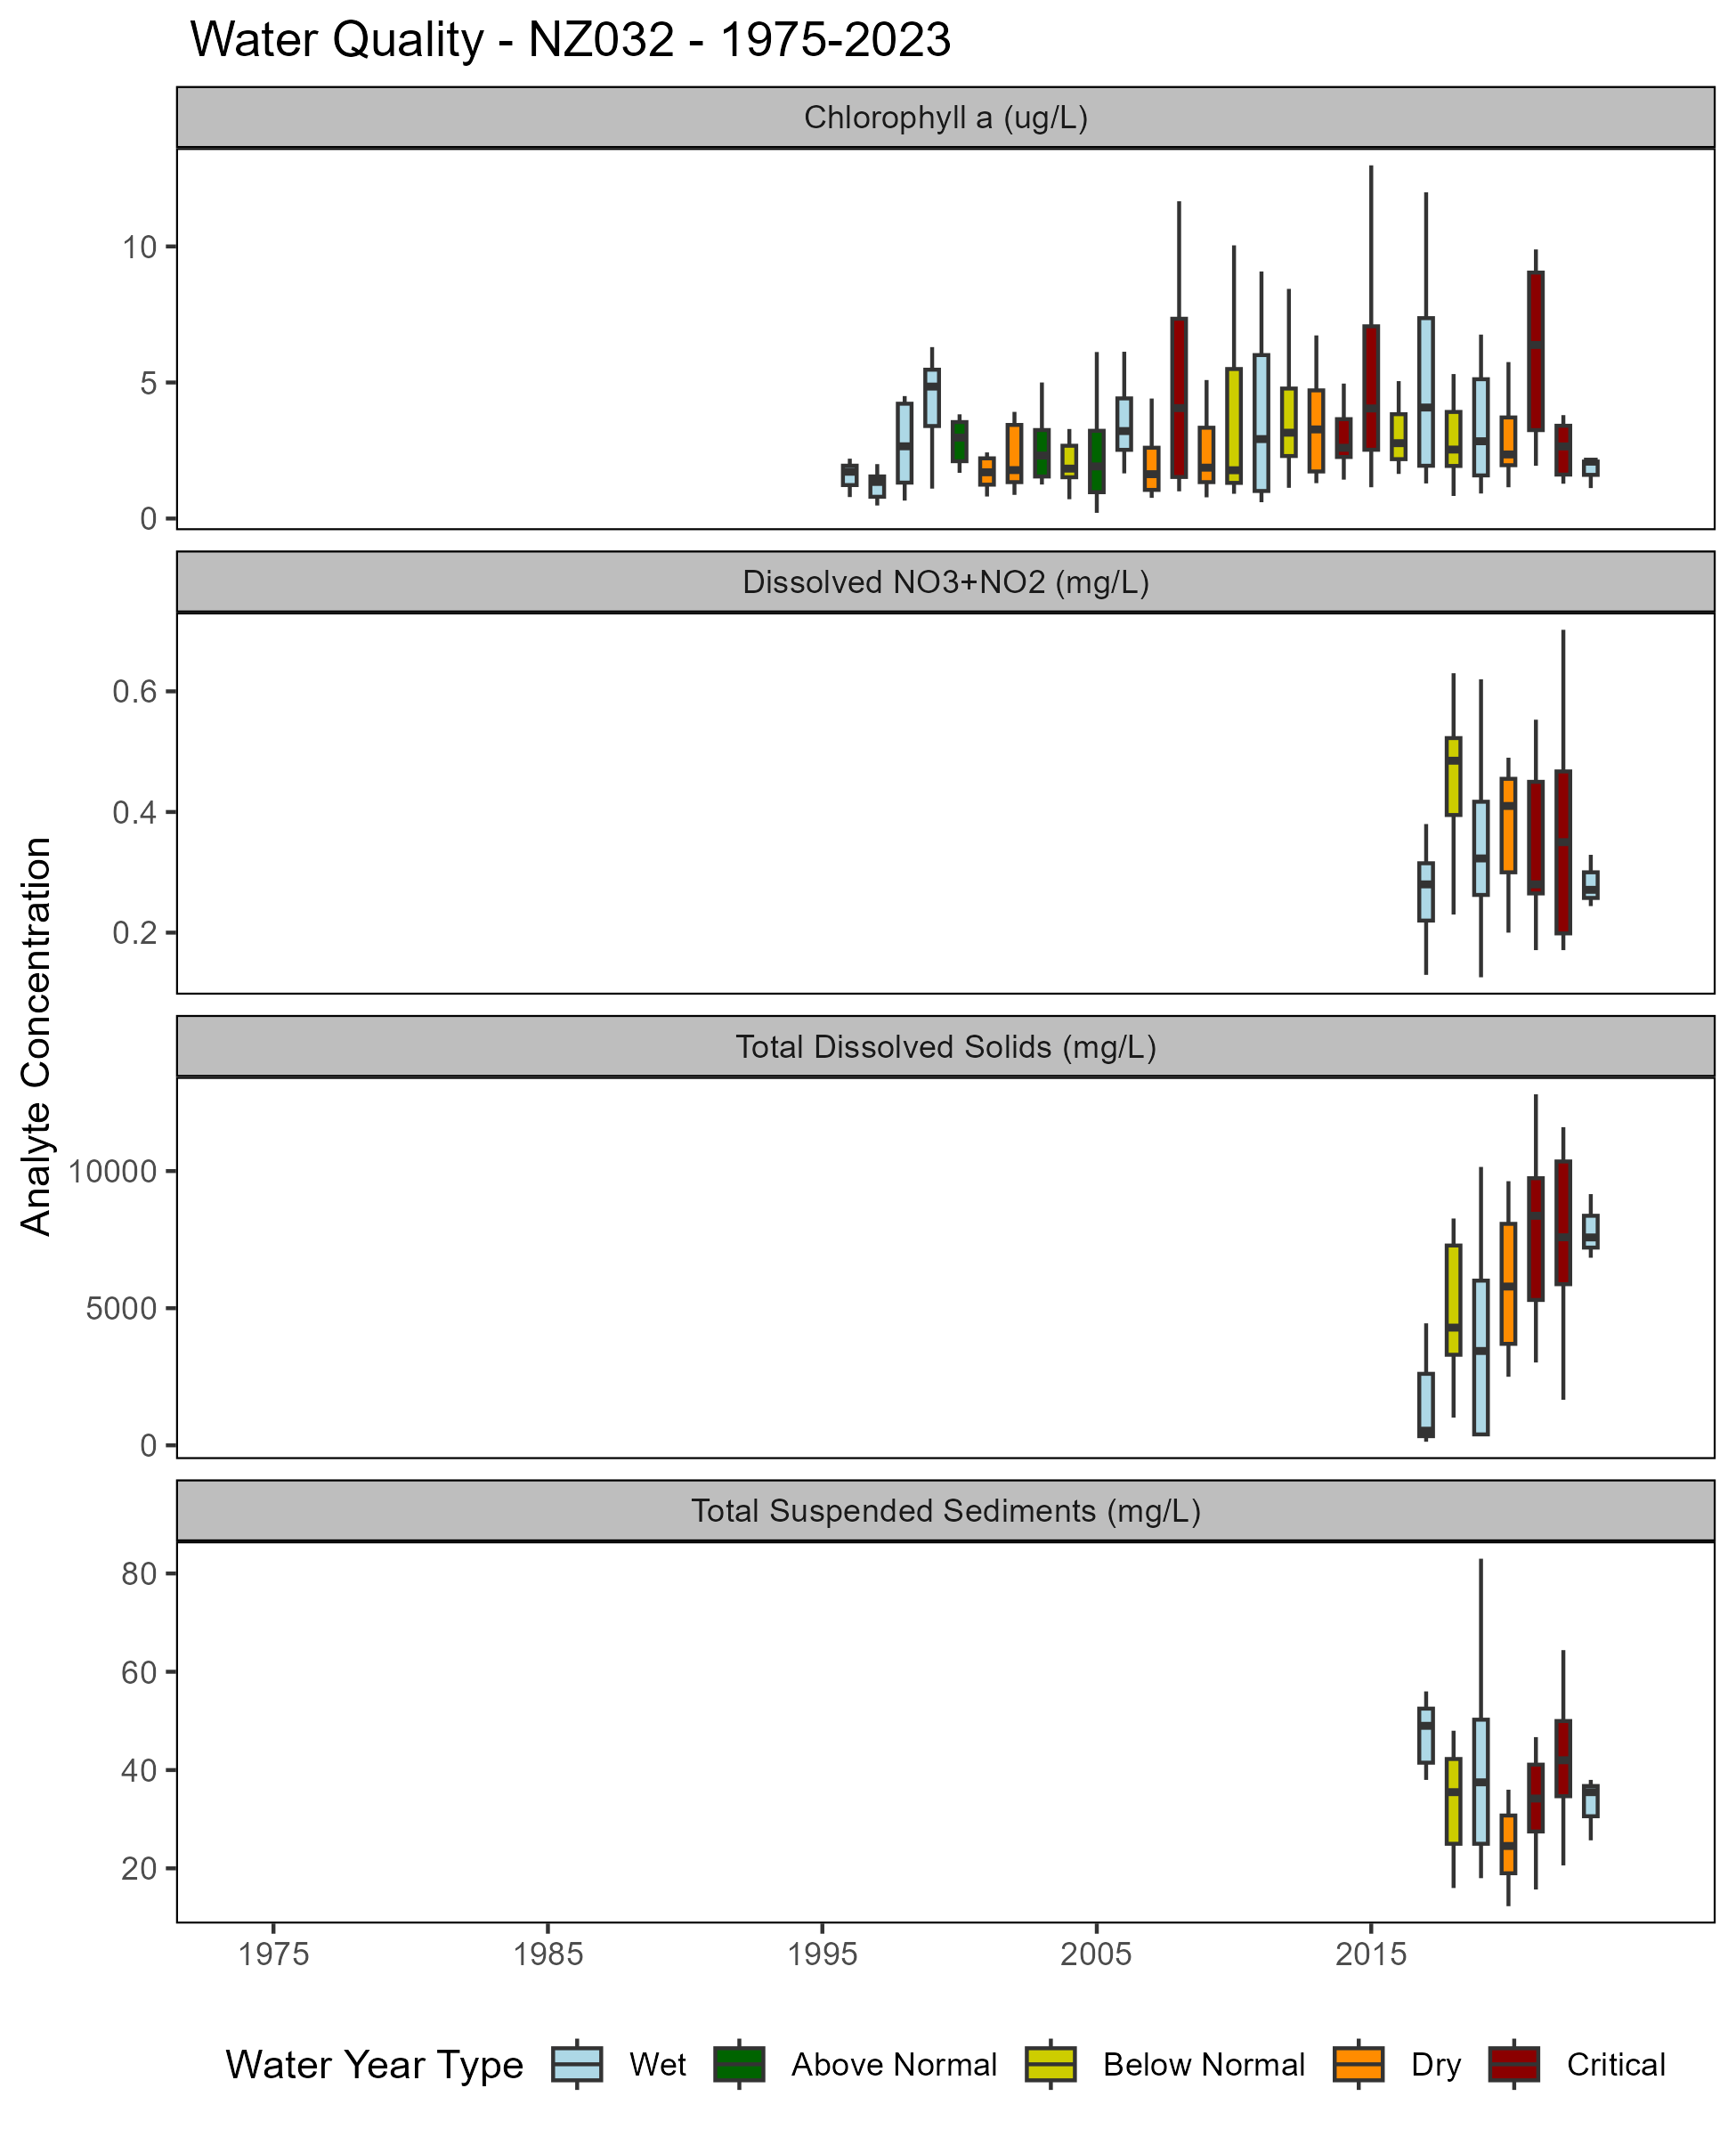 Water Quality - NZ032 - 1975-2023
Chlorophyll a (ug/L)
10
5
0
Dissolved NO3+NO2 (mg/L)
0.6
0.4
0.2
Analyte Concentration
Total Dissolved Solids (mg/L)
10000
5000
0
Total Suspended Sediments (mg/L)
80
60
40
20
1975 1985 1995 2005 2015
Water Year Type Wet Above Normal Below Normal Dry Critical